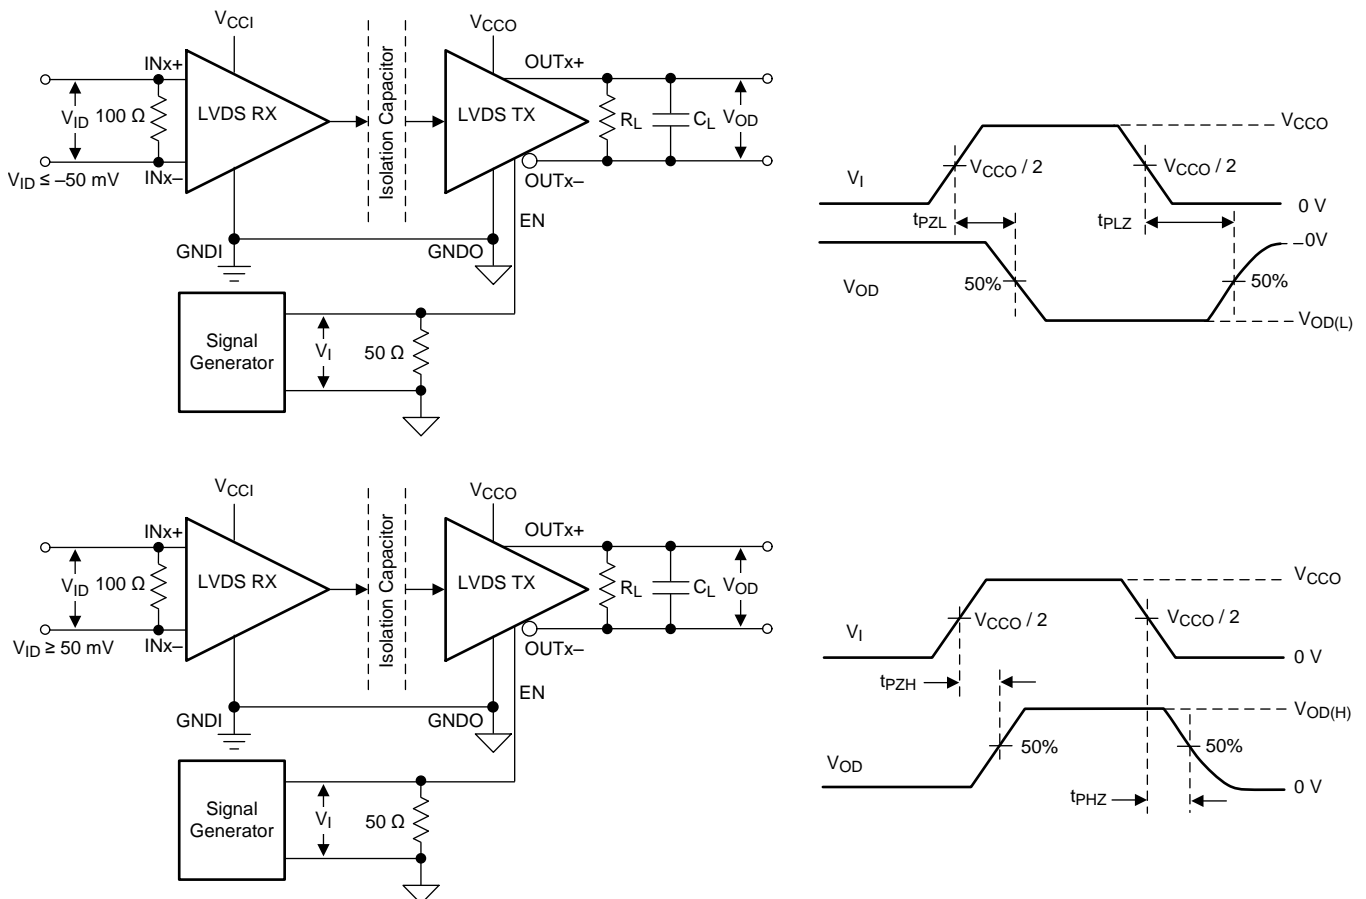 VCCI
VCCO
INx+
OUTx+
VID
100 Ω
LVDS RX
Isolation Capacitor
LVDS TX
RL
CL
VOD
VID ≤ –50 mV
INx–
OUTx–
EN
GNDI
GNDO
Signal
Generator
VI
50 Ω
VCCO
VI
VCCO / 2
VCCO / 2
0 V
tPZL
tPLZ
0V
VOD
50%
50%
VOD(L)
VCCI
VCCO
INx+
OUTx+
VID
100 Ω
LVDS RX
Isolation Capacitor
LVDS TX
RL
CL
VOD
VID ≥ 50 mV
INx–
OUTx–
EN
GNDI
GNDO
Signal
Generator
VI
50 Ω
VCCO
VI
VCCO / 2
VCCO / 2
0 V
tPZH
VOD(H)
50%
50%
VOD
tPHZ
0 V